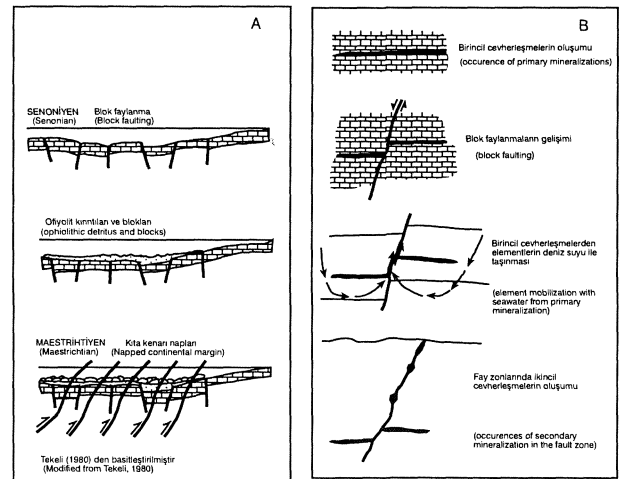 A
SENONİYEN Blok faylanma
(Senonian) (Block faulting)
Ofiyolit kırıntıları ve blokları
(ophiolithic detritus and blocks)
MAESTRİHTİYEN Kıta kenarı napları
(Maestrichtian) (Napped continental margin)
Tekeli (1980) den basitleştirilmiştir
(Modified from Tekeli, 1980)
B
Birincil cevherleşmelerin oluşumu
(occurence of primary mineralizations)
Blok faylanmaların gelişimi
(block faulting)
Birincil cevherleşmelerden
elementlerin deniz suyu ile
taşınması
(element mobilization with
seawater from primary
mineralization)
Fay zonlarında ikincil
cevherleşmelerin oluşumu
(occurences of secondary
mineralization in the fault zone)